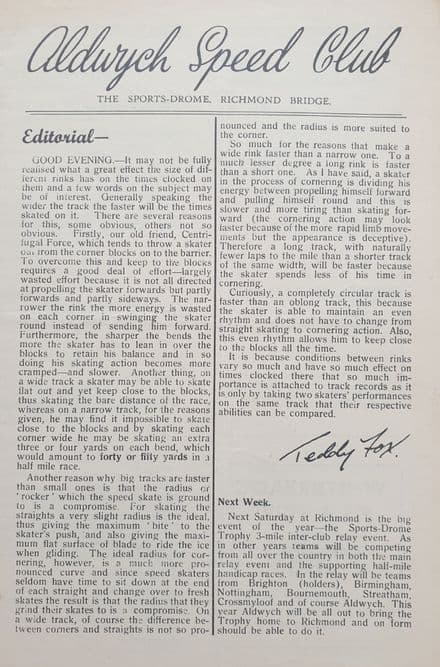 Aldwych Speed Club
THE SPORTS-DROME, RICHMOND BRIDGE.
Editorial—
GOOD EVENING.—It may not be fully
realised what a great effect the size of dif-
ferent rinks has on the times clocked on
them and a few words on the subject may
be of interest. Generally speaking the
wider the track the faster will be the times
skated on it. There are several reasons
for this, some obvious, others not so
obvious. Firstly, our old friend, Centri-
fugal Force, which tends to throw a skater
out from the corner blocks on to the barrier.
To overcome this and keep to the blocks
requires a good deal of effort—largely
wasted effort because it is not all directed
at propelling the skater forwards but partly
forwards and partly sideways. The nar-
rower the rink the more energy is wasted
on each corner in swinging the skater
round instead of sending him forward.
Furthermore, the sharper the bends the
more the skater has to lean in over the
blocks to retain his balance and in so
doing his skating action becomes more
cramped—and slower. Another thing, on
a wide track a skater may be able to skate
flat out and yet keep close to the blocks,
thus skating the bare distance of the race,
whereas on a narrow track, for the reasons
given, he may find it impossible to skate
close to the blocks and by skating each
corner wide he may be skating an extra
three or four yards on each bend, which
would amount to forty or fifty yards in a
half mile race.
Another reason why big tracks are faster
than small ones is that the radius or
'rocker' which the speed skate is ground
to is a compromise. For skating the
straights a very slight radius is the ideal,
thus giving the maximum 'bite' to the
skater's push, and also giving the maxi-
mum flat surface of blade to ride the ice
when gliding. The ideal radius for cor-
nering, however, is a much more pro-
nounced curve and since speed skaters
seldom have time to sit down at the end
of each straight and change over to fresh
skates the result is that the radius that they
grind their skates to is a compromise. On
a wide track, of course the difference be-
tween corners and straights is not so pro-
nounced and the radius is more suited to
the corner.
So much for the reasons that make a
wide rink faster than a narrow one. To a
much lesser degree a long rink is faster
than a short one. As I have said, a skater
in the process of cornering is dividing his
energy between propelling himself forward
and pulling himself round and this is
slower and more tiring than skating for-
ward (the cornering action may look
faster because of the more rapid limb move-
ments but the appearance is deceptive).
Therefore a long track, with naturally
fewer laps to the mile than a shorter track
of the same width, will be faster because
the skater spends less of his time in
cornering.
Curiously, a completely circular track is
faster than an oblong track, this because
the skater is able to maintain an even
rhythm and does not have to change from
straight skating to cornering action. Also,
this even rhythm allows him to keep close
to the blocks all the time.
It is because conditions between rinks
vary so much and have so much effect on
times clocked there that so much im-
portance is attached to track records as it
is only by taking two skaters' performances
on the same track that their respective
abilities can be compared.
Teddy Fox.
Next Week.
Next Saturday at Richmond is the big
event of the year—the Sports-Drome
Trophy 3-mile inter-club relay event. As
in other years teams will be competing
from all over the country in both the main
relay event and the supporting half-mile
handicap races. In the relay will be teams
from Brighton (holders), Birmingham,
Nottingham, Bournemouth, Streatham,
Crossmyloof and of course Aldwych. This
year Aldwych will be all out to bring the
Trophy home to Richmond and on form
should be able to do it.